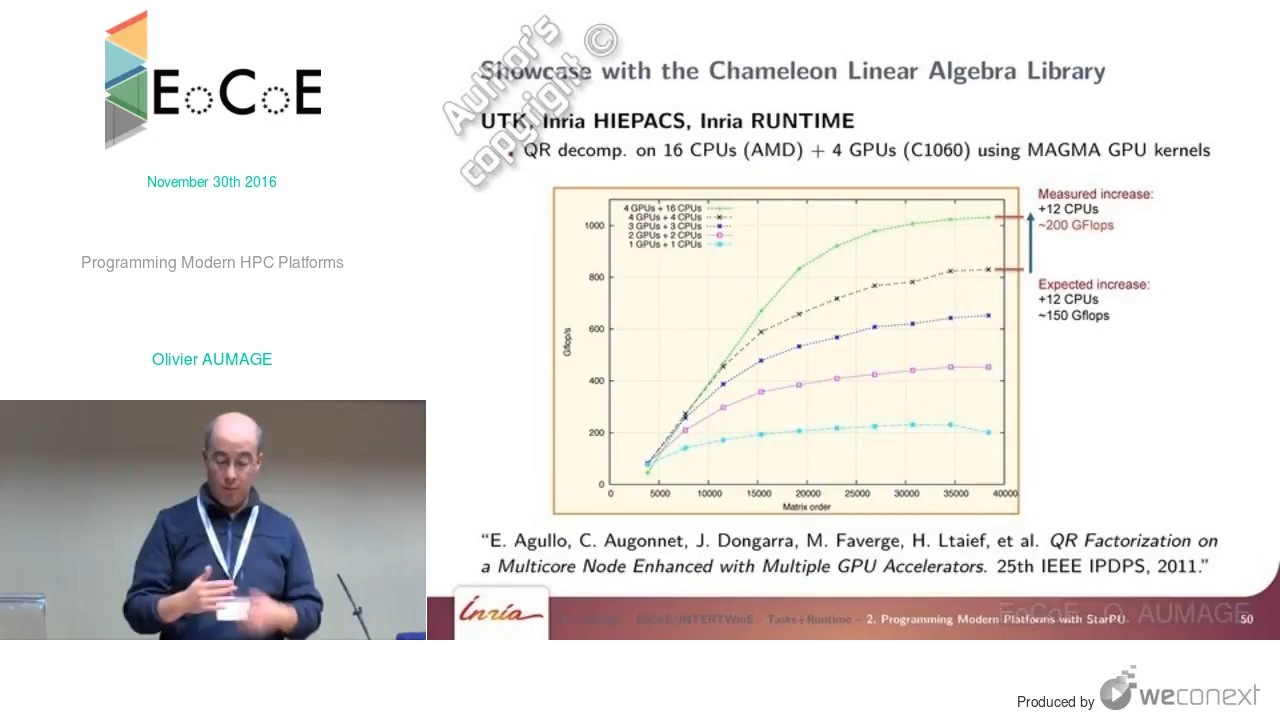 EoCoE
November 30th 2016
Programming Modern HPC Platforms
Olivier AUMAGE
Author's
copyright ©
Showcase with the Chameleon Linear Algebra Library
UTK, Inria HIEPACS, Inria RUNTIME
QR decomp. on 16 CPUs (AMD) + 4 GPUs (C1060) using MAGMA GPU kernels
4 GPUs + 16 CPUs
4 GPUs + 4 CPUs
3 GPUs + 3 CPUs
2 GPUs + 2 CPUs
1 GPUs + 1 CPUs
1000
800
600
400
200
0
Gflop/s
0 5000 10000 15000 20000 25000 30000 35000 40000
Matrix order
Measured increase:
+12 CPUs
~200 GFlops
Expected increase:
+12 CPUs
~150 Gflops
“E. Agullo, C. Augonnet, J. Dongarra, M. Faverge, H. Ltaief, et al. QR Factorization on
a Multicore Node Enhanced with Multiple GPU Accelerators. 25th IEEE IPDPS, 2011.”
Inria
EoCoE/INTERTWinE – Tasks+Runtime – 2. Programming Modern Platforms with StarPU
50
EoCoE O. AUMAGE
Produced by weconext